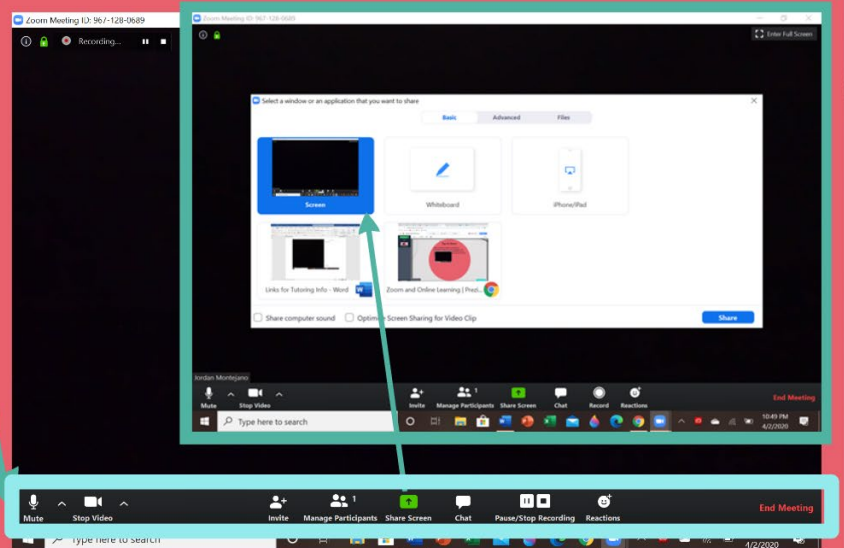 Zoom Meeting ID: 967-128-0689
Recording...
Zoom Meeting ID: 967-128-0689
Enter Full Screen
Select a window or an application that you want to share
Basic Advanced Files
Screen Whiteboard iPhone/iPad
Links for Tutoring Info - Word Zoom and Online Learning | Prezi...
Share computer sound Optimize Screen Sharing for Video Clip Share
Jordan Montejano
Mute Stop Video Invite Manage Participants 1 Share Screen Chat Record Reactions End Meeting
Type here to search 10:49 PM
4/2/2020
Mute Stop Video Invite Manage Participants 1 Share Screen Chat Pause/Stop Recording Reactions End Meeting
Type here to search
4/2/2020